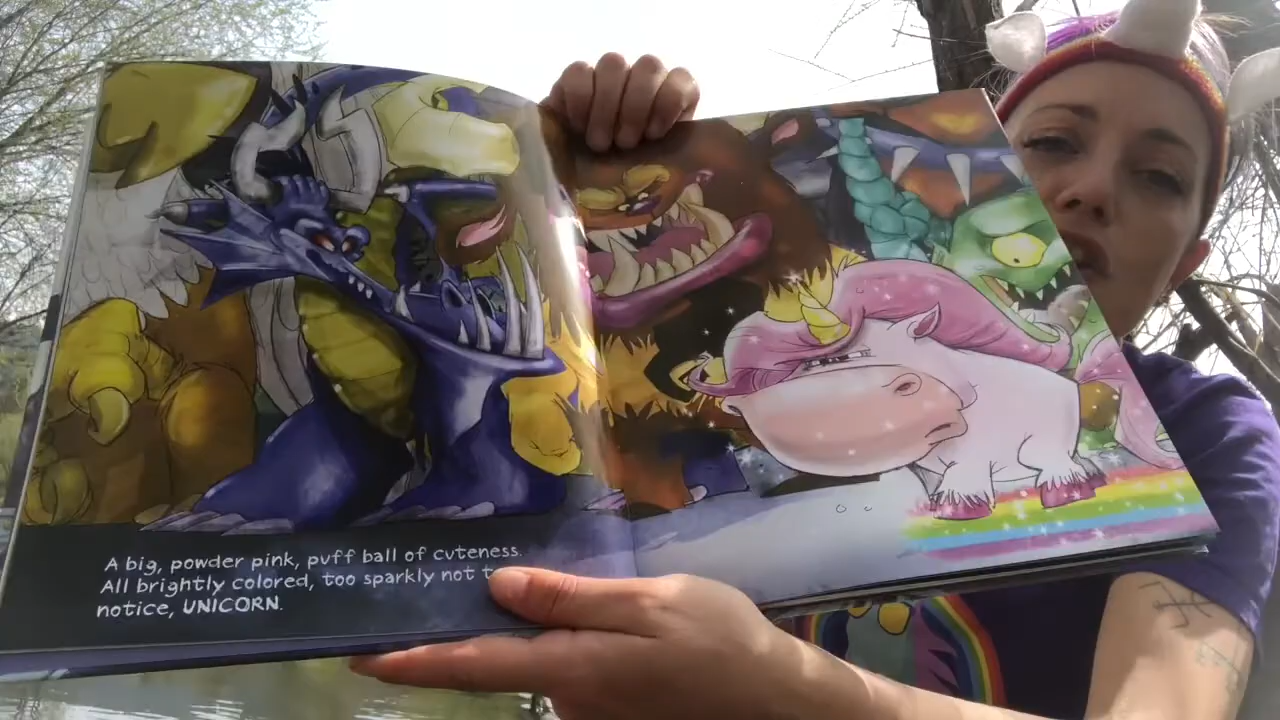 A big, powder pink, puff ball of cuteness.
All brightly colored, too sparkly not
notice, UNICORN.